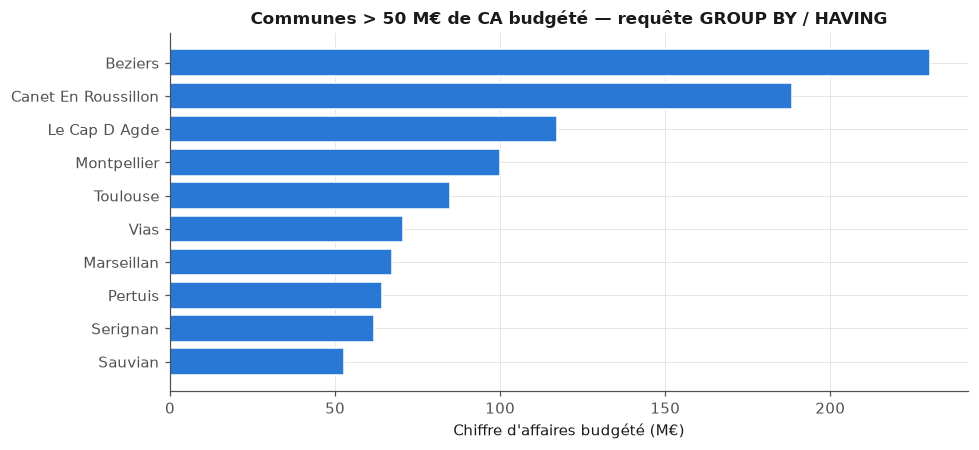 Communes > 50 M€ de CA budgété — requête GROUP BY / HAVING
Beziers
Canet En Roussillon
Le Cap D Agde
Montpellier
Toulouse
Vias
Marseillan
Pertuis
Serignan
Sauvian
0 50 100 150 200
Chiffre d'affaires budgété (M€)